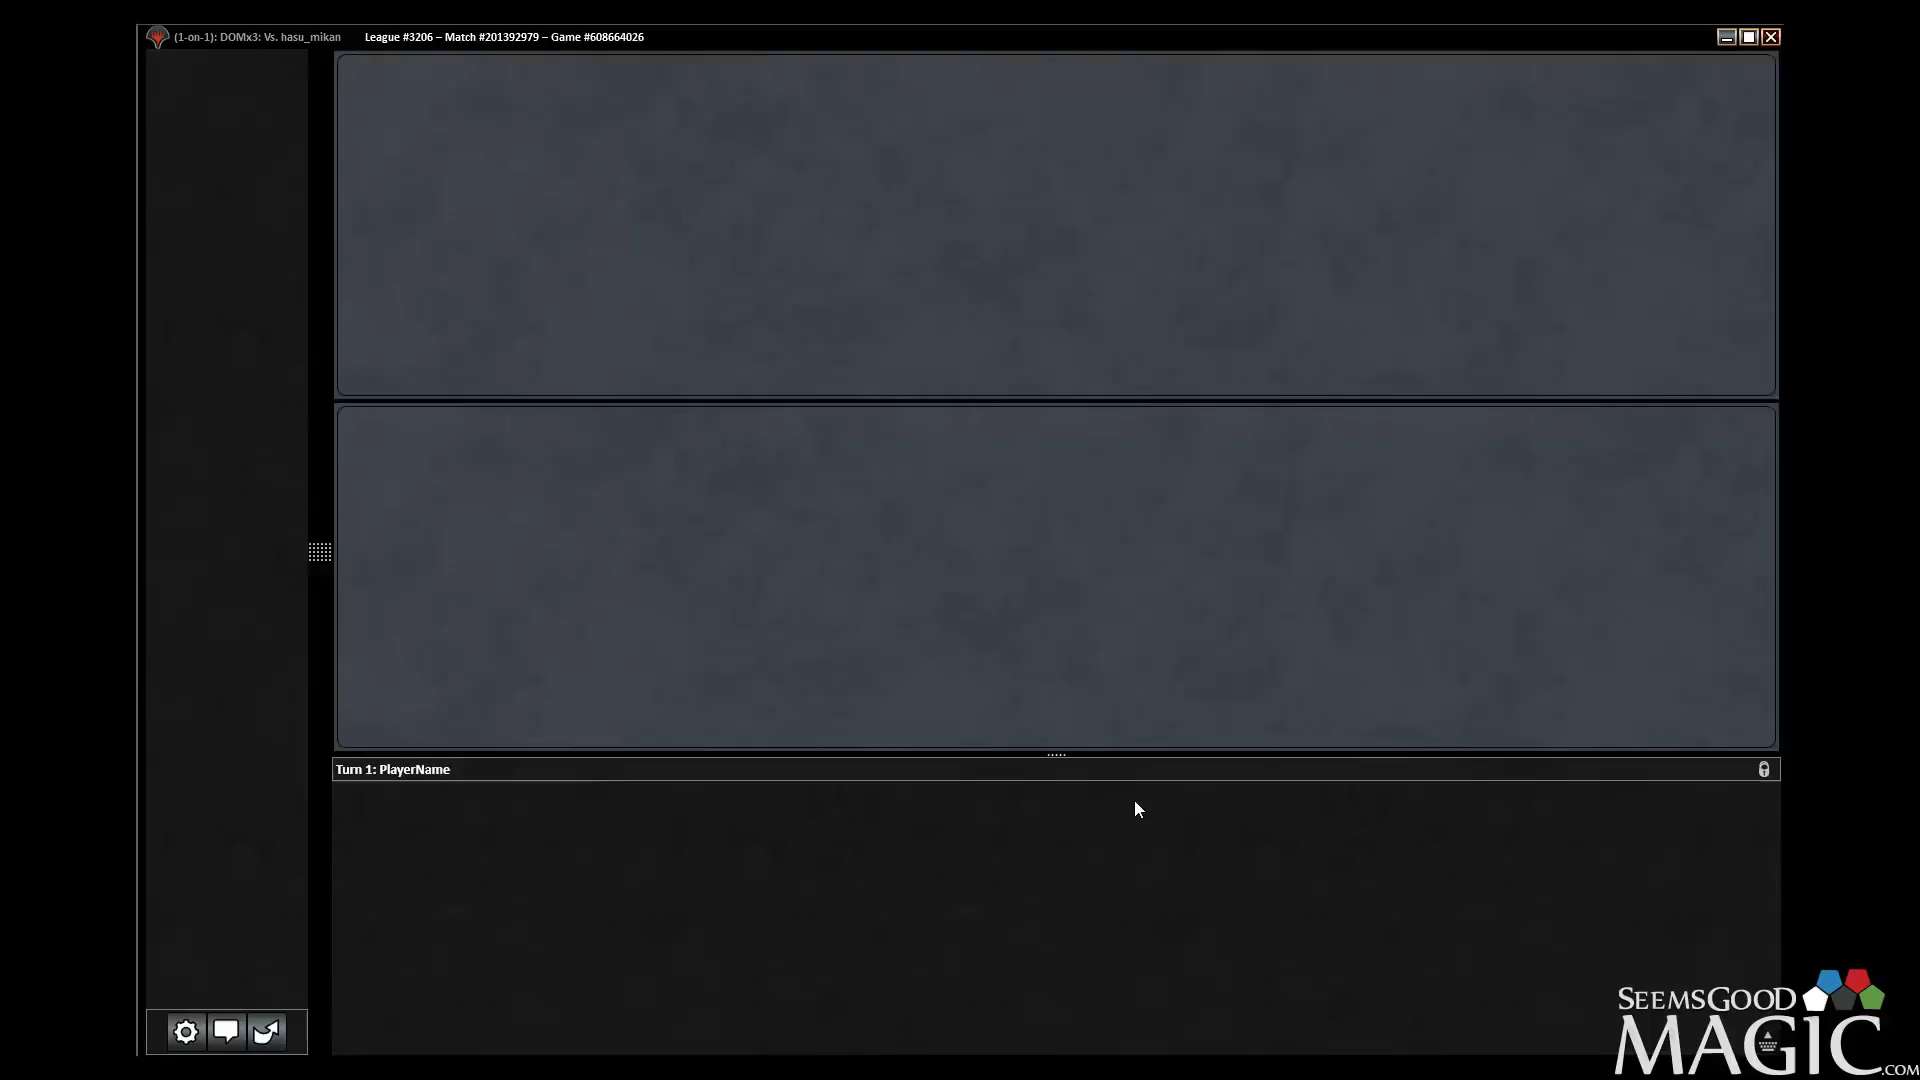 (1-on-1): DOMx3: Vs. hasu_mikan League #3206 – Match #201392979 – Game #608664026
Turn 1: PlayerName
SEEMSGOOD
MAGIC.COM